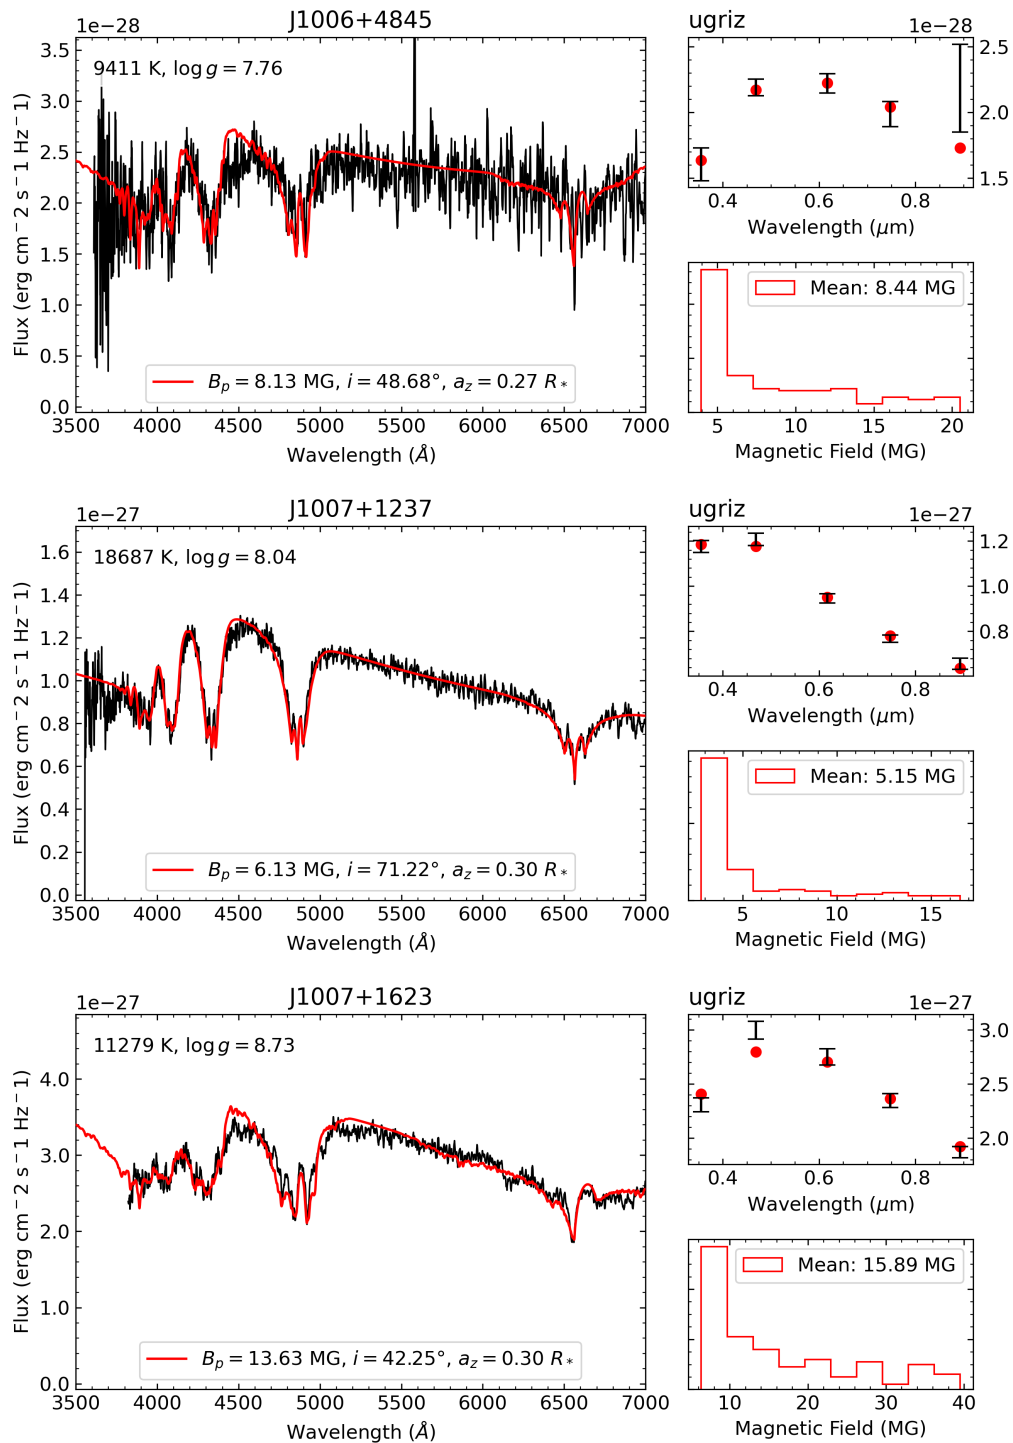 1e−28
J1006+4845
ugriz
1e−28
9411 K, log g = 7.76
3.5
3.0
2.5
2.0
1.5
1.0
0.5
0.0
Flux (erg cm−2 s−1 Hz−1)
B_p = 8.13 MG, i = 48.68°, a_z = 0.27 R_*
3500 4000 4500 5000 5500 6000 6500 7000
Wavelength (Å)
2.5
2.0
1.5
0.4 0.6 0.8
Wavelength (μm)
Mean: 8.44 MG
5 10 15 20
Magnetic Field (MG)
1e−27
J1007+1237
ugriz
1e−27
18687 K, log g = 8.04
1.6
1.4
1.2
1.0
0.8
0.6
0.4
0.2
0.0
Flux (erg cm−2 s−1 Hz−1)
B_p = 6.13 MG, i = 71.22°, a_z = 0.30 R_*
3500 4000 4500 5000 5500 6000 6500 7000
Wavelength (Å)
1.2
1.0
0.8
0.4 0.6 0.8
Wavelength (μm)
Mean: 5.15 MG
5 10 15
Magnetic Field (MG)
1e−27
J1007+1623
ugriz
1e−27
11279 K, log g = 8.73
4.0
3.0
2.0
1.0
0.0
Flux (erg cm−2 s−1 Hz−1)
B_p = 13.63 MG, i = 42.25°, a_z = 0.30 R_*
3500 4000 4500 5000 5500 6000 6500 7000
Wavelength (Å)
3.0
2.5
2.0
0.4 0.6 0.8
Wavelength (μm)
Mean: 15.89 MG
10 20 30 40
Magnetic Field (MG)